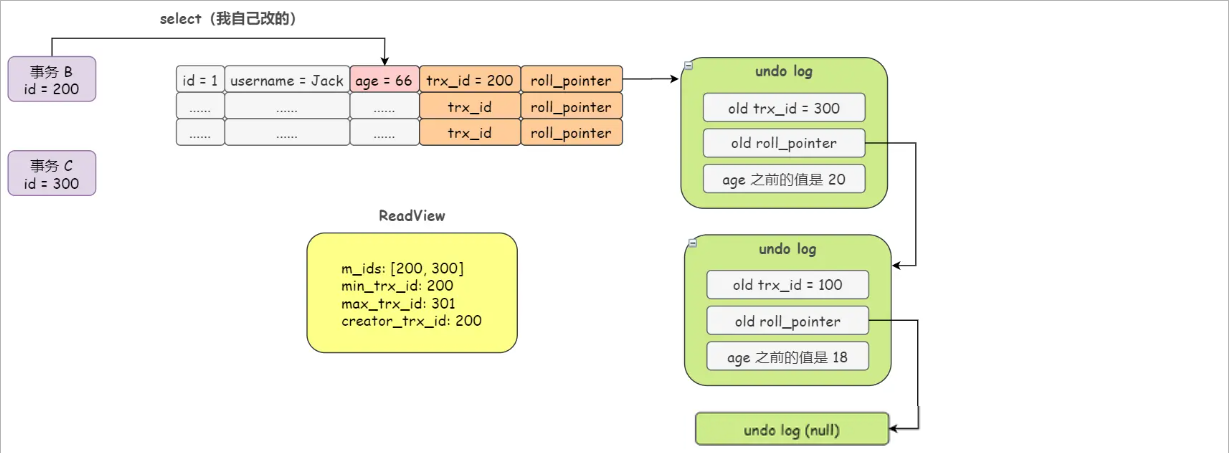 select（我自己改的）
事务 B
id = 200
id = 1 username = Jack age = 66 trx_id = 200 roll_pointer
...... ...... ...... trx_id roll_pointer
...... ...... ...... trx_id roll_pointer
事务 C
id = 300
undo log
old trx_id = 300
old roll_pointer
age 之前的值是 20
ReadView
m_ids: [200, 300]
min_trx_id: 200
max_trx_id: 301
creator_trx_id: 200
undo log
old trx_id = 100
old roll_pointer
age 之前的值是 18
undo log (null)